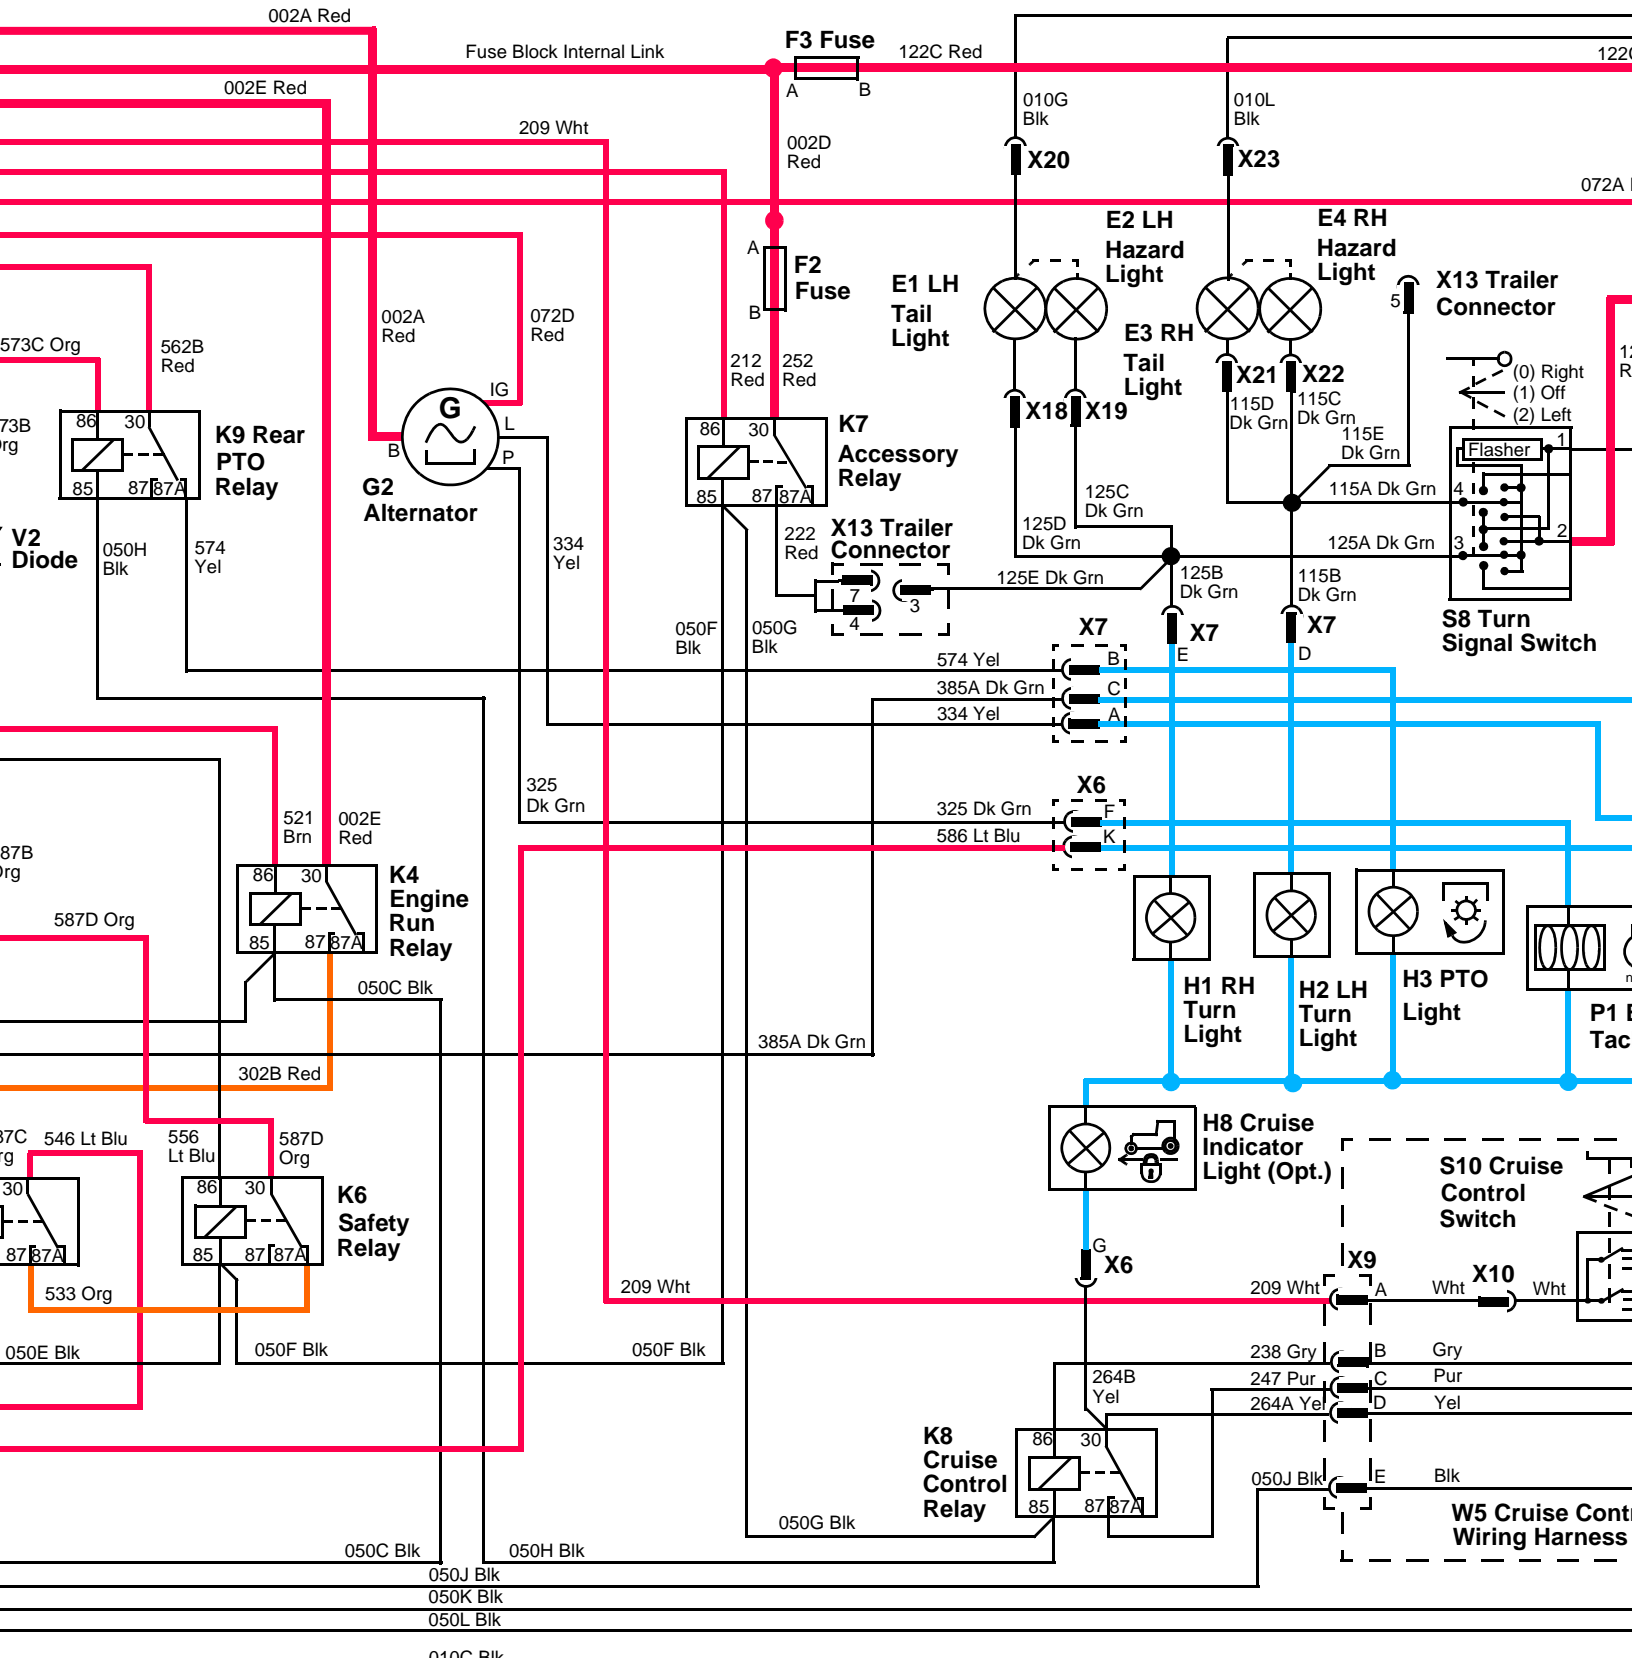 002A Red
Fuse Block Internal Link
F3 Fuse
122C Red
A
B
002E Red
209 Wht
002D
Red
010G
Blk
010L
Blk
X20
X23
072A
E2 LH
Hazard
Light
E4 RH
Hazard
Light
A
F2
Fuse
B
E1 LH
Tail
Light
E3 RH
Tail
Light
5
X13 Trailer
Connector
002A
Red
072D
Red
573C Org
562B
Red
212
Red
252
Red
X21
X22
(0) Right
(1) Off
(2) Left
IG
G
L
B
P
G2
Alternator
X18
X19
115D
Dk Grn
115C
Dk Grn
115E
Dk Grn
86
30
85
87
87A
K9 Rear
PTO
Relay
86
30
85
87
87A
K7
Accessory
Relay
Flasher
1
4
2
3
115A Dk Grn
125A Dk Grn
125C
Dk Grn
125D
Dk Grn
V2
Diode
050H
Blk
574
Yel
334
Yel
222
Red
X13 Trailer
Connector
7
4
3
125E Dk Grn
125B
Dk Grn
115B
Dk Grn
S8 Turn
Signal Switch
050F
Blk
050G
Blk
X7
X7
E
X7
D
574 Yel
B
385A Dk Grn
C
334 Yel
A
X6
325
Dk Grn
325 Dk Grn
F
586 Lt Blu
K
521
Brn
002E
Red
86
30
85
87
87A
K4
Engine
Run
Relay
587D Org
050C Blk
385A Dk Grn
302B Red
H1 RH
Turn
Light
H2 LH
Turn
Light
H3 PTO
Light
P1
H8 Cruise
Indicator
Light (Opt.)
546 Lt Blu
556
Lt Blu
587D
Org
30
87
87A
86
30
85
87
87A
K6
Safety
Relay
533 Org
S10 Cruise
Control
Switch
G
X6
X9
X10
209 Wht
209 Wht
A
Wht
Wht
050E Blk
050F Blk
050F Blk
238 Gry
B
Gry
247 Pur
C
Pur
264A Yel
D
Yel
264B
Yel
K8
Cruise
Control
Relay
86
30
85
87
87A
050J Blk
E
Blk
W5 Cruise
Wiring Harness
050G Blk
050C Blk
050H Blk
050J Blk
050K Blk
050L Blk
010C Blk